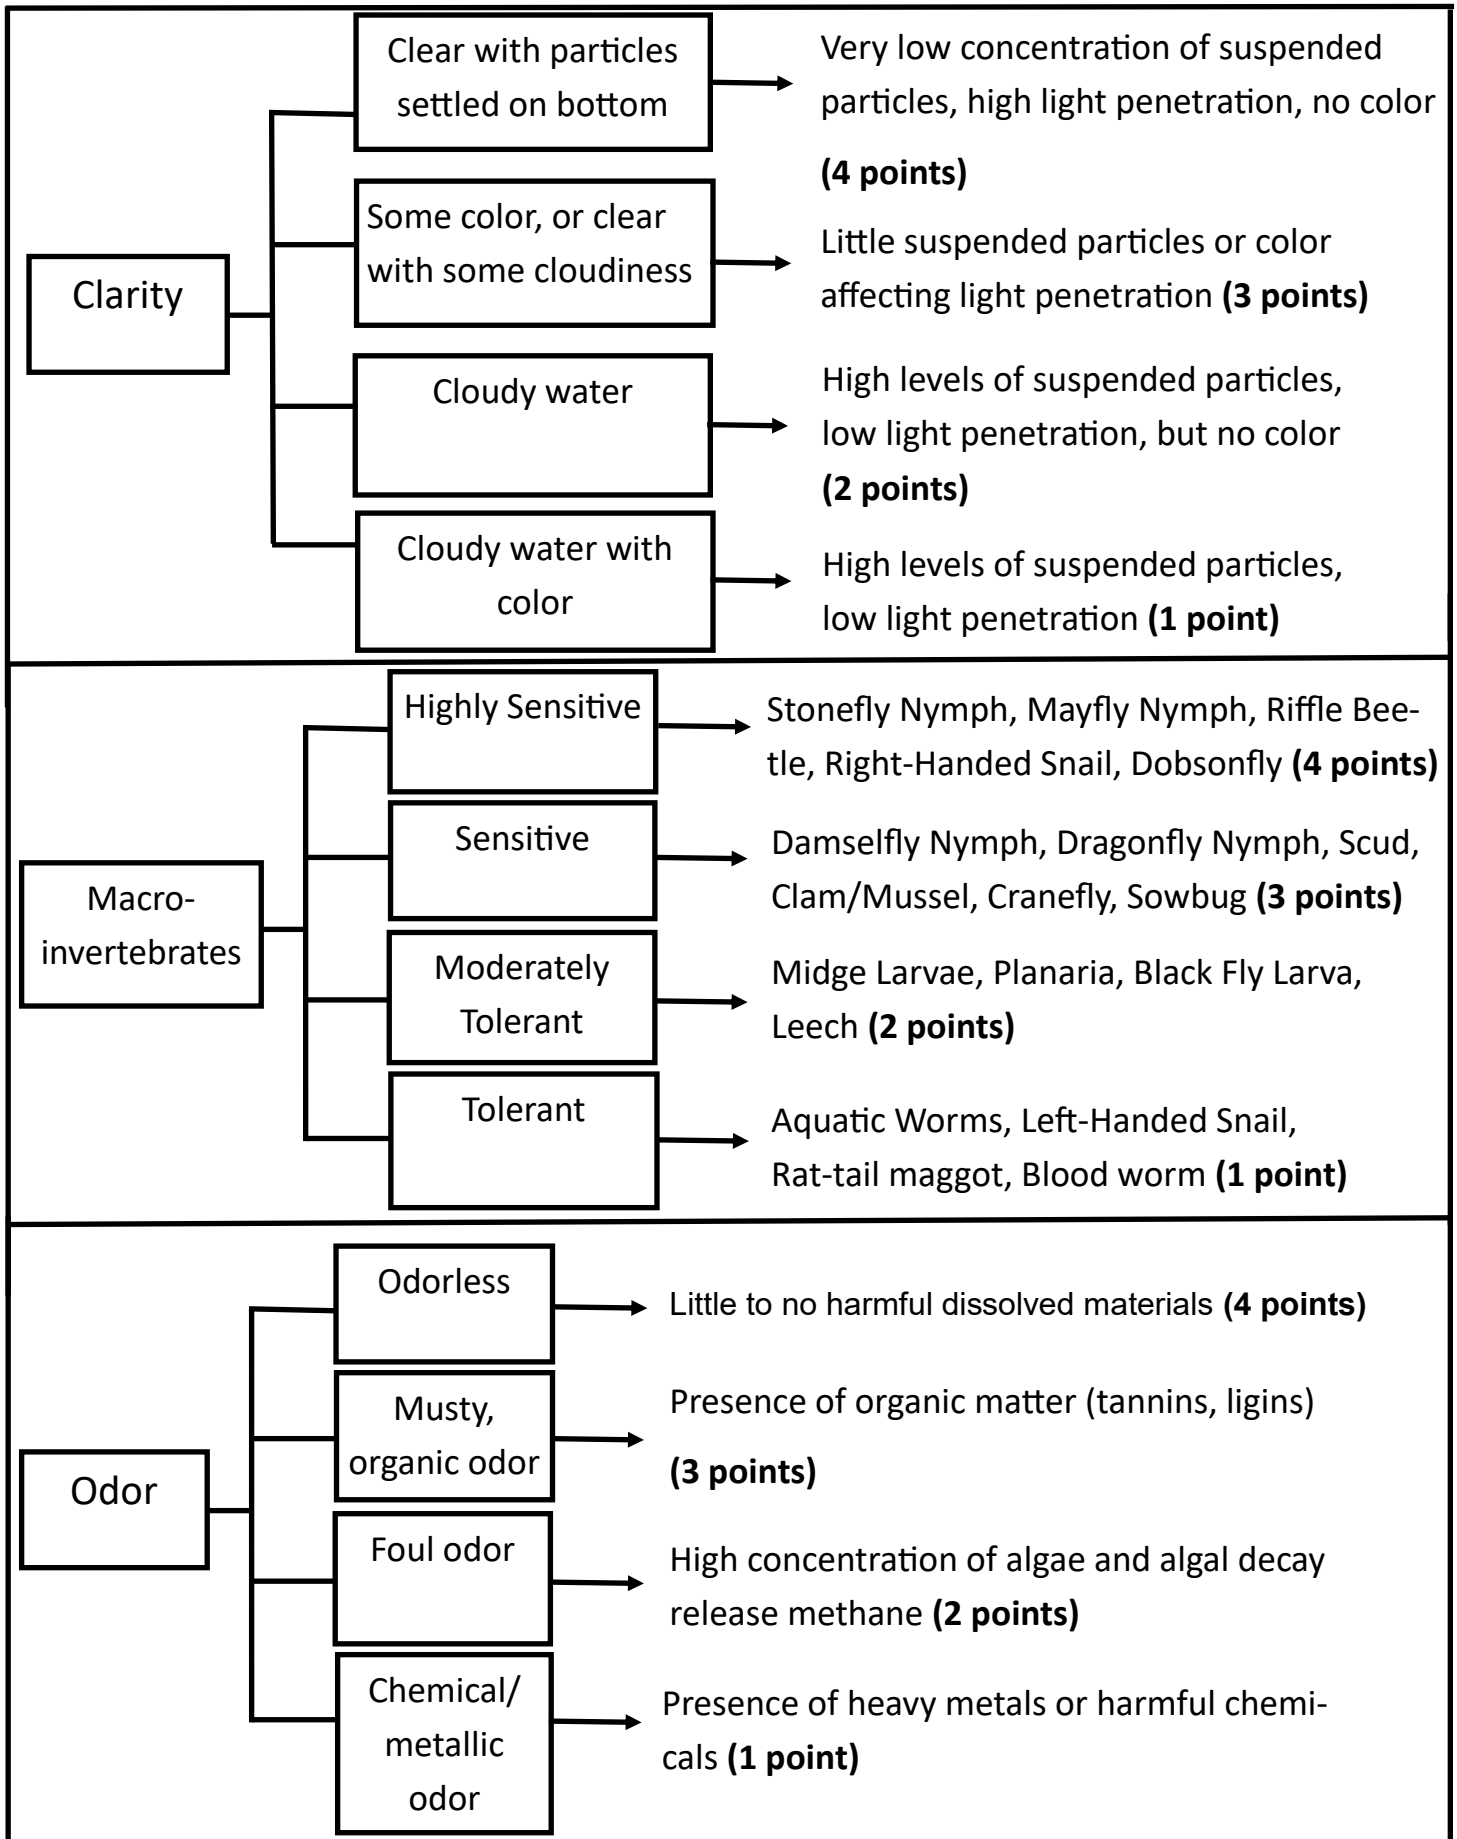 Clarity
Clear with particles
settled on bottom
Very low concentration of suspended
particles, high light penetration, no color
(4 points)
Some color, or clear
with some cloudiness
Little suspended particles or color
affecting light penetration (3 points)
Cloudy water
High levels of suspended particles,
low light penetration, but no color
(2 points)
Cloudy water with
color
High levels of suspended particles,
low light penetration (1 point)
Macro-
invertebrates
Highly Sensitive
Stonefly Nymph, Mayfly Nymph, Riffle Bee-
tle, Right-Handed Snail, Dobsonfly (4 points)
Sensitive
Damselfly Nymph, Dragonfly Nymph, Scud,
Clam/Mussel, Cranefly, Sowbug (3 points)
Moderately
Tolerant
Midge Larvae, Planaria, Black Fly Larva,
Leech (2 points)
Tolerant
Aquatic Worms, Left-Handed Snail,
Rat-tail maggot, Blood worm (1 point)
Odor
Odorless
Little to no harmful dissolved materials (4 points)
Musty,
organic odor
Presence of organic matter (tannins, ligins)
(3 points)
Foul odor
High concentration of algae and algal decay
release methane (2 points)
Chemical/
metallic
odor
Presence of heavy metals or harmful chemi-
cals (1 point)